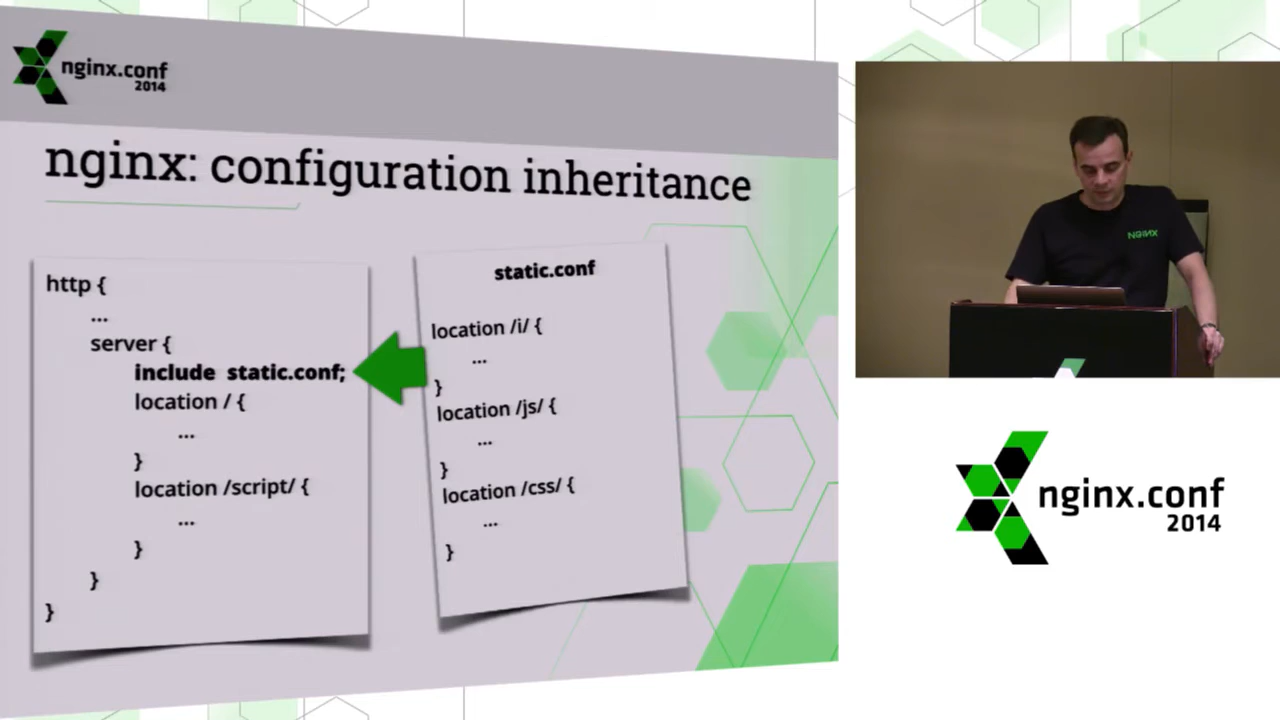 nginx.conf
2014
nginx: configuration inheritance
http {
...
server {
include static.conf;
location / {
...
}
location /script/ {
...
}
}
}
static.conf
location /i/ {
...
}
location /js/ {
...
}
location /css/ {
...
}
NGINX
nginx.conf
2014